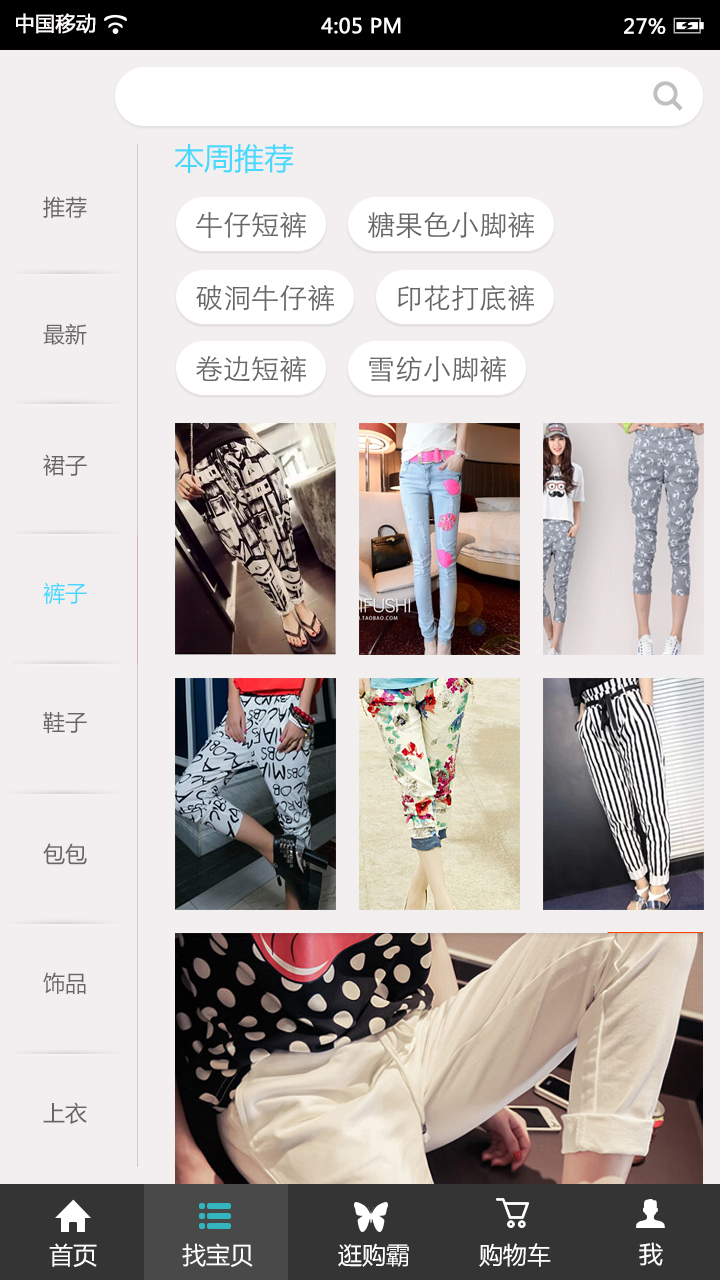 中国移动 4:05 PM 27%
本周推荐
推荐
最新
裙子
裤子
鞋子
包包
饰品
上衣
牛仔短裤 糖果色小脚裤
破洞牛仔裤 印花打底裤
卷边短裤 雪纺小脚裤
IFUSHI
.TAOBAO.COM
首页 找宝贝 逛购霸 购物车 我